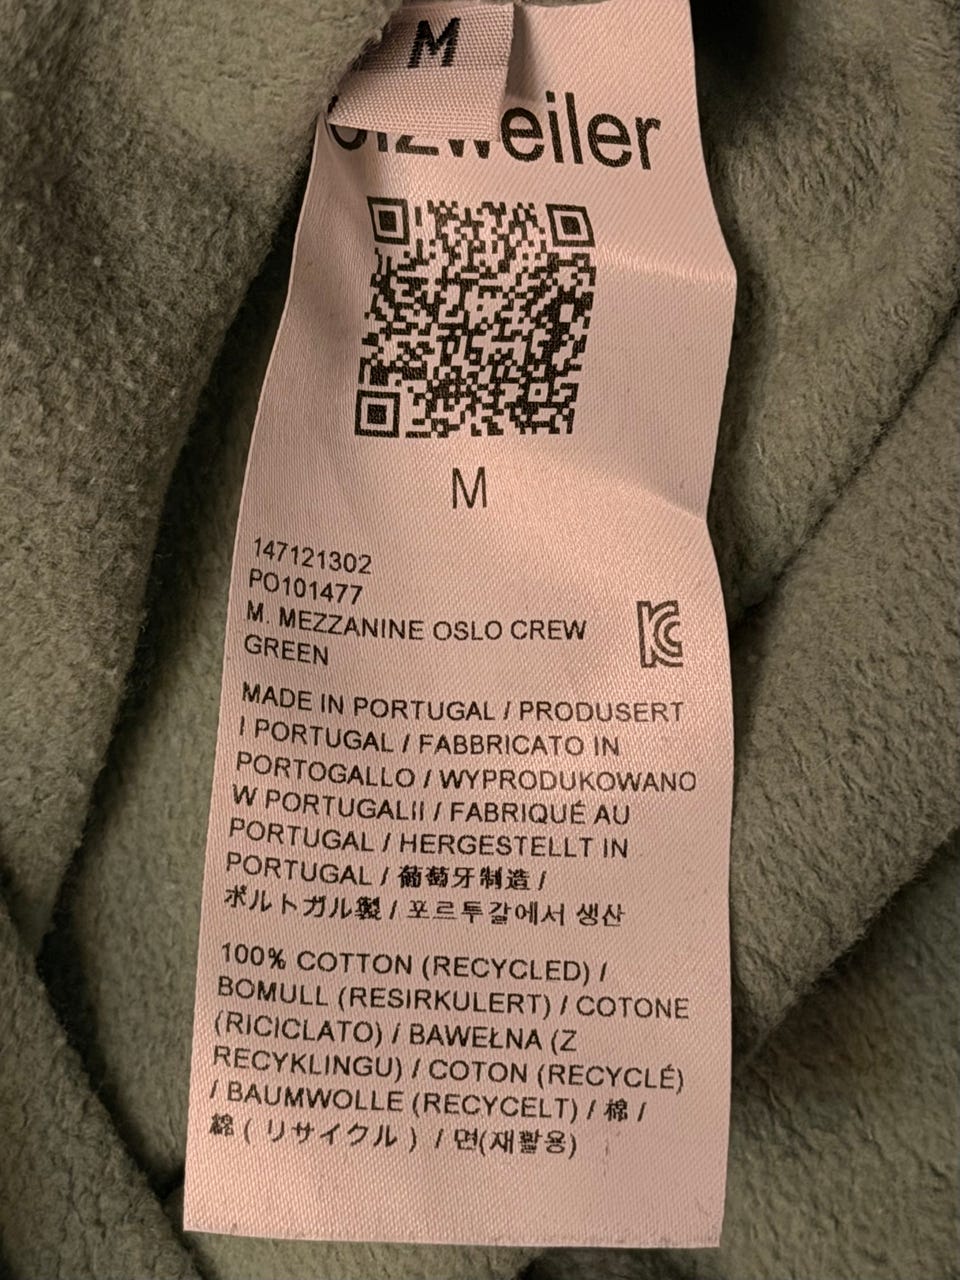 M
olzweiler
M
147121302
PO101477
M. MEZZANINE OSLO CREW
GREEN
KC
MADE IN PORTUGAL / PRODUSERT
I PORTUGAL / FABBRICATO IN
PORTOGALLO / WYPRODUKOWANO
W PORTUGALII / FABRIQUÉ AU
PORTUGAL / HERGESTELLT IN
PORTUGAL / 葡萄牙制造 /
ポルトガル製 / 포르투갈에서 생산
100% COTTON (RECYCLED) /
BOMULL (RESIRKULERT) / COTONE
(RICICLATO) / BAWEŁNA (Z
RECYKLINGU) / COTON (RECYCLÉ)
/ BAUMWOLLE (RECYCELT) / 棉 /
綿 ( リサイクル ) / 면(재활용)